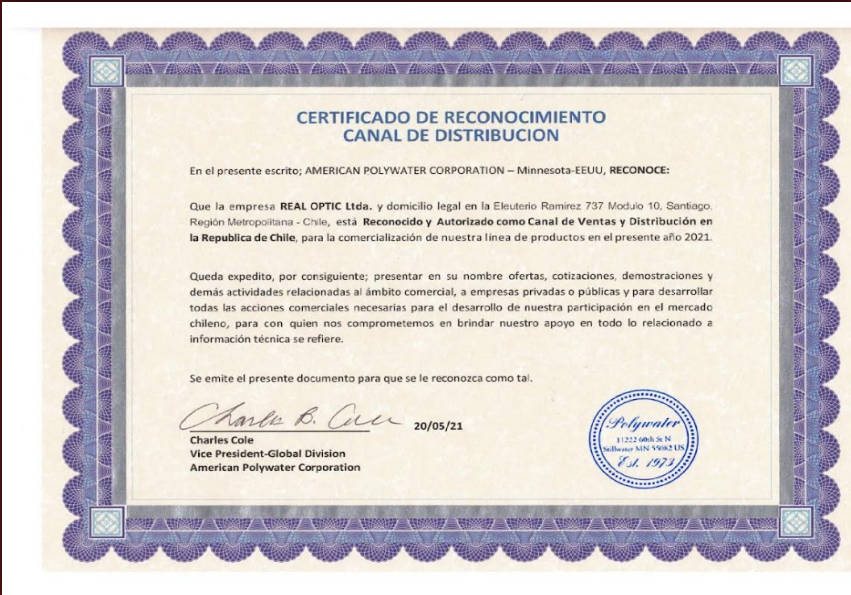 CERTIFICADO DE RECONOCIMIENTO
CANAL DE DISTRIBUCION
En el presente escrito; AMERICAN POLYWATER CORPORATION – Minnesota-EEUU, RECONOCE:
Que la empresa REAL OPTIC Ltda. y domicilio legal en la Eleuterio Ramirez 737 Modulo 10, Santiago,
Región Metropolitana - Chile, está Reconocido y Autorizado como Canal de Ventas y Distribución en
la Republica de Chile, para la comercialización de nuestra línea de productos en el presente año 2021.
Queda expedito, por consiguiente; presentar en su nombre ofertas, cotizaciones, demostraciones y
demás actividades relacionadas al ámbito comercial, a empresas privadas o públicas y para desarrollar
todas las acciones comerciales necesarias para el desarrollo de nuestra participación en el mercado
chileno, para con quien nos comprometemos en brindar nuestro apoyo en todo lo relacionado a
información técnica se refiere.
Se emite el presente documento para que se le reconozca como tal.
Charles B. Cole
20/05/21
Charles Cole
Vice President-Global Division
American Polywater Corporation
Polywater
11222 60th St N
Stillwater MN 55082 US
Est. 1973